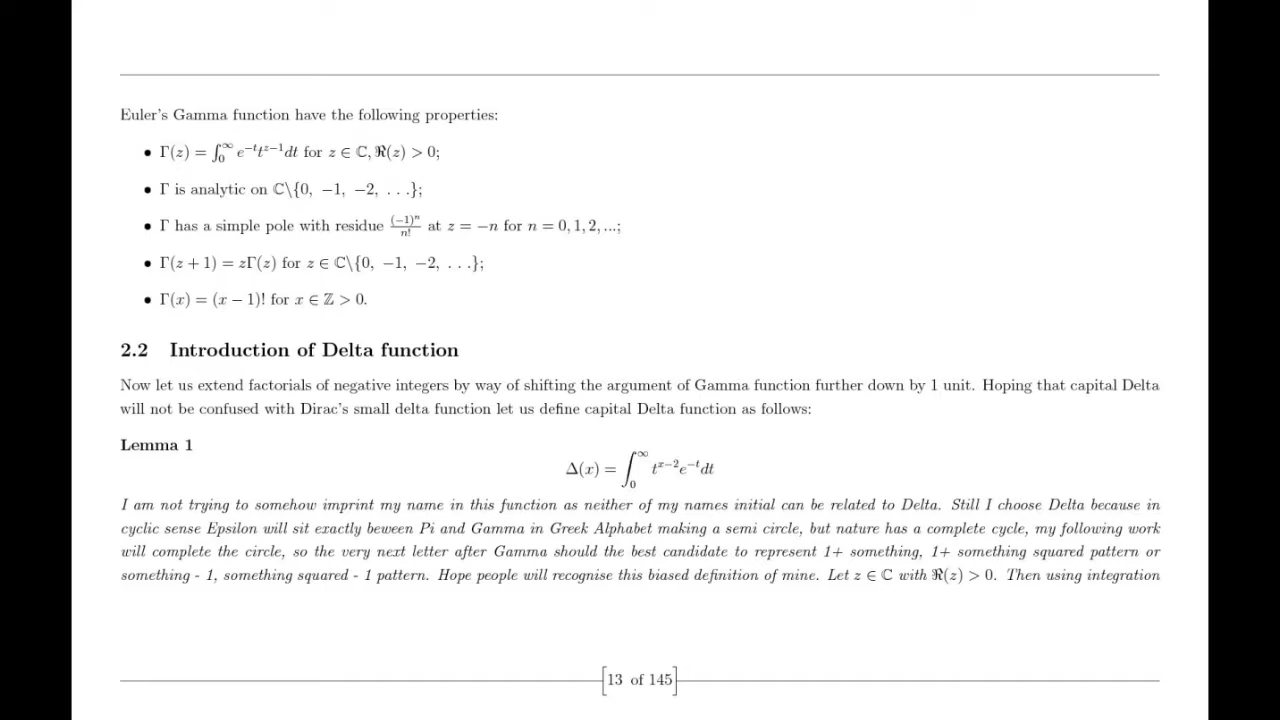 Euler's Gamma function have the following properties:
• Γ(z) = ∫₀^∞ e^{−t}t^{z−1}dt for z ∈ ℂ, ℜ(z) > 0;
• Γ is analytic on ℂ\{0, −1, −2, . . .};
• Γ has a simple pole with residue (−1)^n/n! at z = −n for n = 0, 1, 2, ...;
• Γ(z + 1) = zΓ(z) for z ∈ ℂ\{0, −1, −2, . . .};
• Γ(x) = (x − 1)! for x ∈ ℤ > 0.
2.2 Introduction of Delta function
Now let us extend factorials of negative integers by way of shifting the argument of Gamma function further down by 1 unit. Hoping that capital Delta
will not be confused with Dirac's small delta function let us define capital Delta function as follows:
Lemma 1
Δ(x) = ∫₀^∞ t^{x−2}e^{−t}dt
I am not trying to somehow imprint my name in this function as neither of my names initial can be related to Delta. Still I choose Delta because in
cyclic sense Epsilon will sit exactly beween Pi and Gamma in Greek Alphabet making a semi circle, but nature has a complete cycle, my following work
will complete the circle, so the very next letter after Gamma should the best candidate to represent 1+ something, 1+ something squared pattern or
something - 1, something squared - 1 pattern. Hope people will recognise this biased definition of mine. Let z ∈ ℂ with ℜ(z) > 0. Then using integration
13 of 145